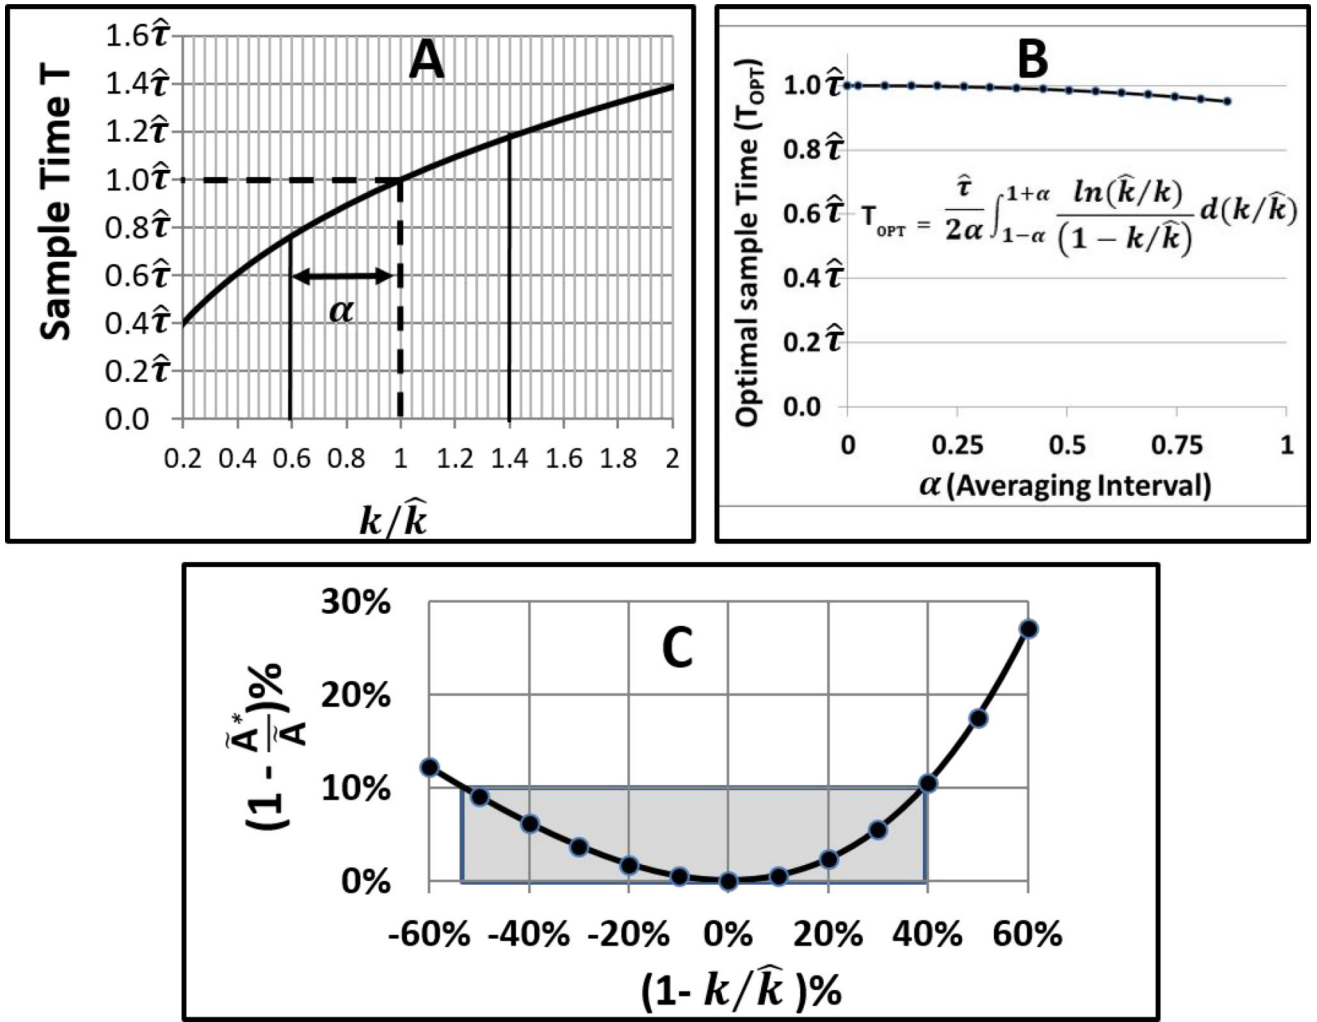 A
Sample Time T
1.6τ̂
1.4τ̂
1.2τ̂
1.0τ̂
0.8τ̂
0.6τ̂
0.4τ̂
0.2τ̂
0.0
α
0.2 0.4 0.6 0.8 1 1.2 1.4 1.6 1.8 2
k/k̂
B
Optimal sample Time (T_OPT)
1.0τ̂
0.8τ̂
0.6τ̂
0.4τ̂
0.2τ̂
0.0
T_OPT = τ̂/2α ∫_{1-α}^{1+α} ln(k̂/k)/(1 - k/k̂) d(k/k̂)
0 0.25 0.5 0.75 1
α (Averaging Interval)
C
(1 - Ã*/Ã)%
30%
20%
10%
0%
-60% -40% -20% 0% 20% 40% 60%
(1- k/k̂ )%